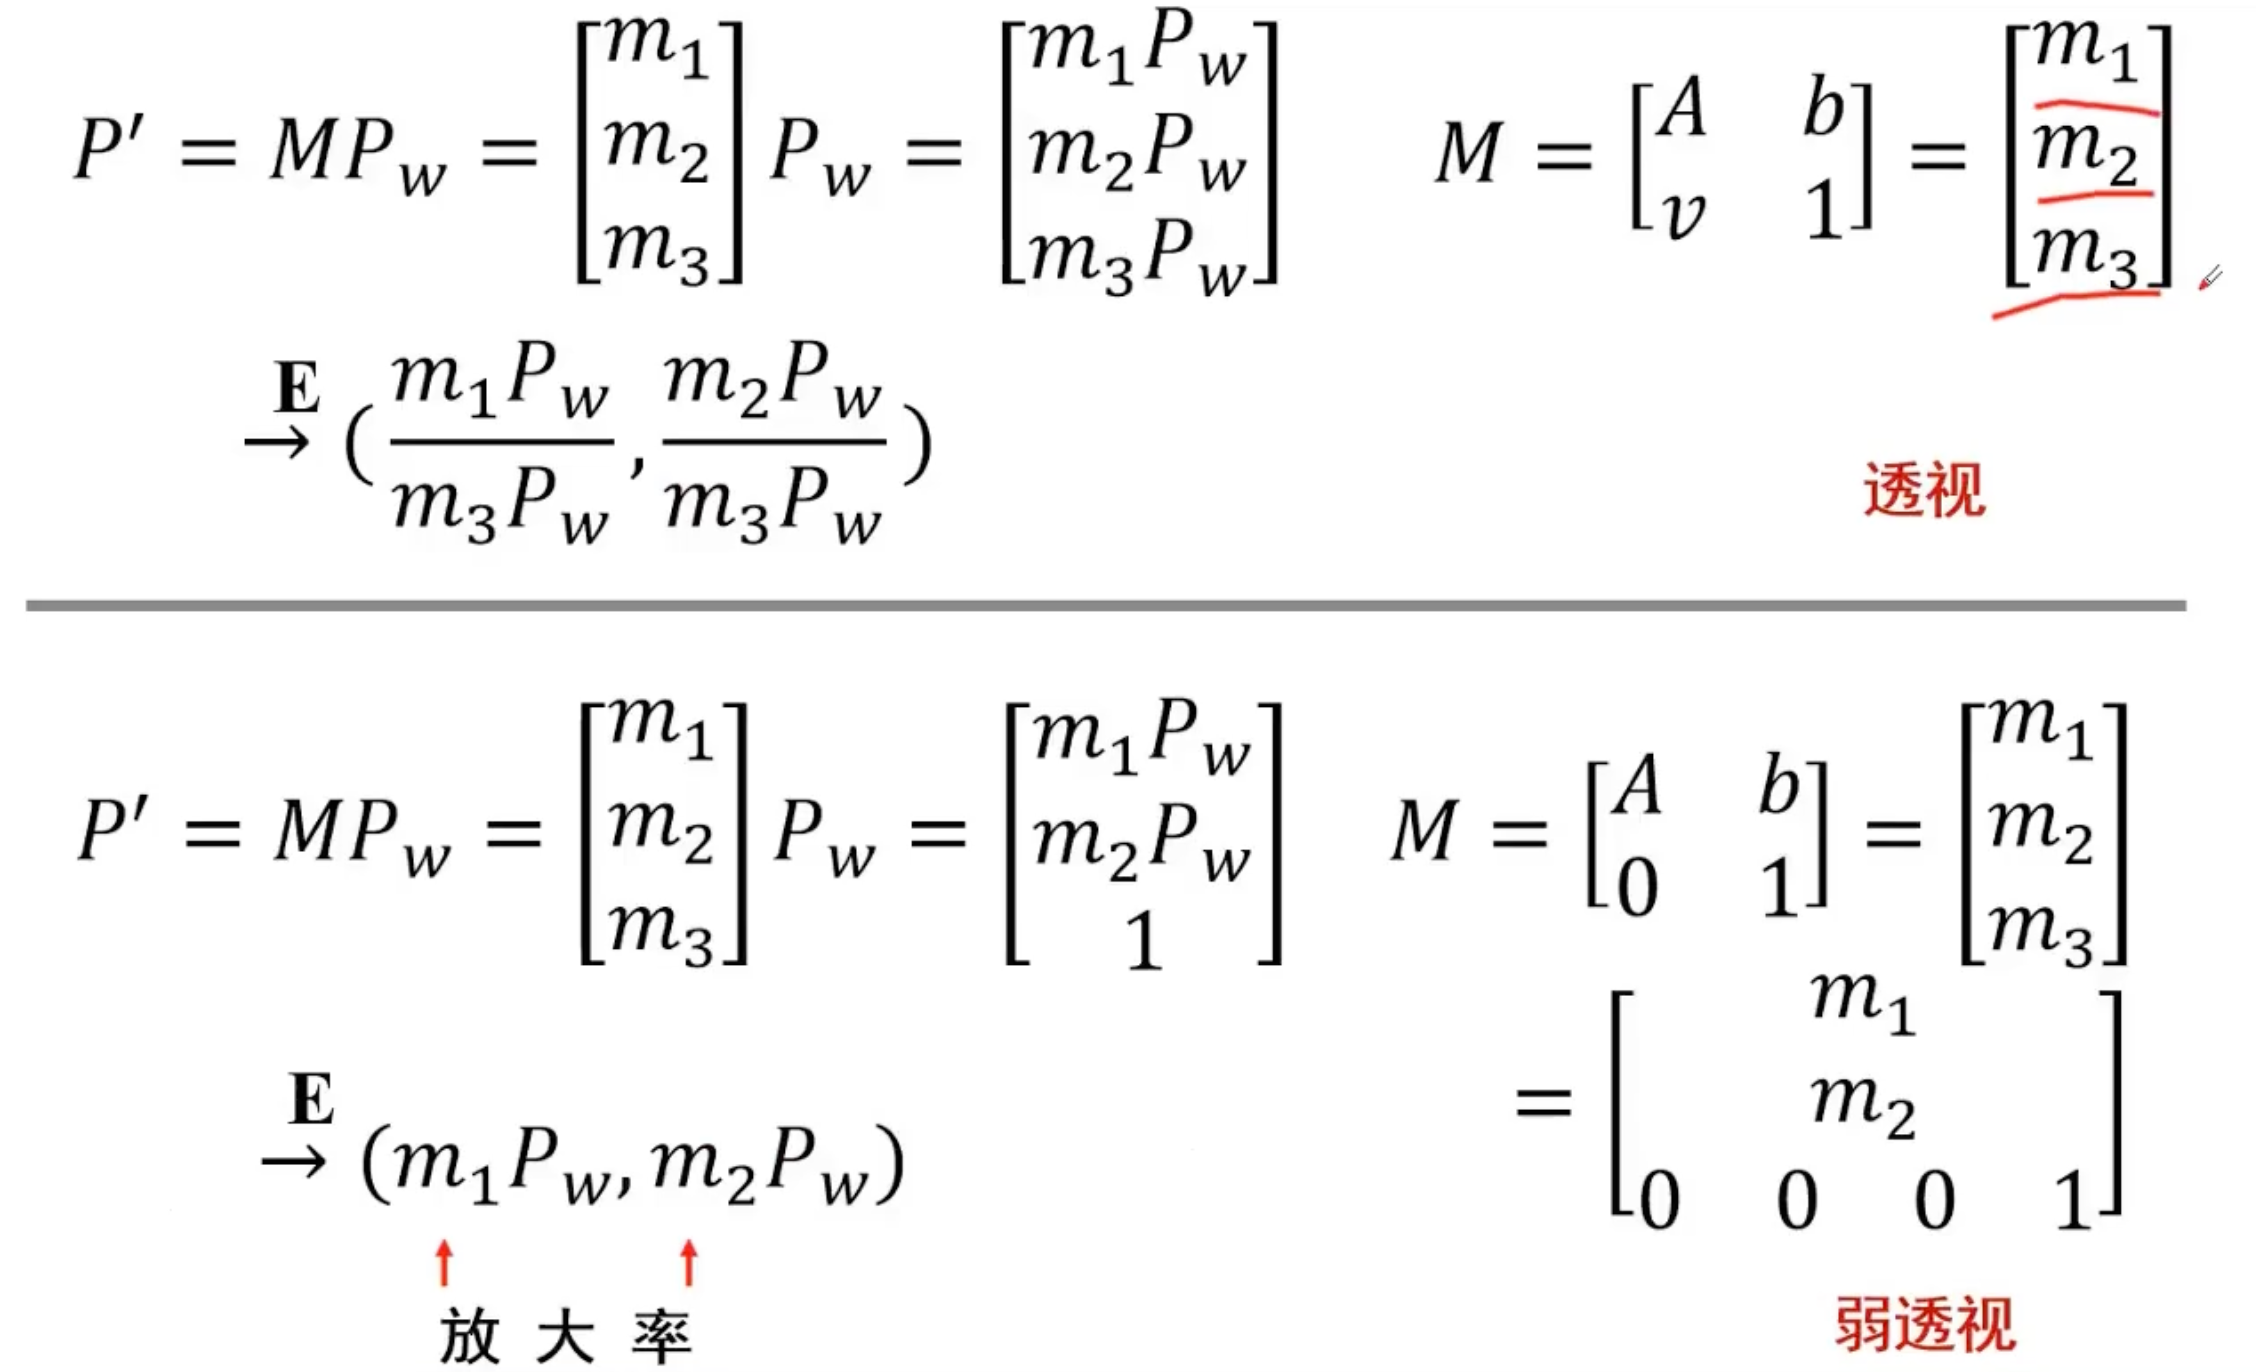 P′ = MP_w = [m_1 m_2 m_3] P_w = [m_1P_w m_2P_w m_3P_w] M = [A b v 1] = [m_1 m_2 m_3]
E→ (m_1P_w/m_3P_w, m_2P_w/m_3P_w)
透视
P′ = MP_w = [m_1 m_2 m_3] P_w = [m_1P_w m_2P_w 1] M = [A b 0 1] = [m_1 m_2 m_3]
= [m_1 m_2 0 0 0 1]
E→ (m_1P_w, m_2P_w)
放 大 率
弱透视